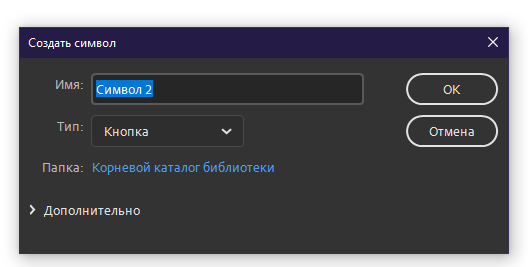 Создать символ
Имя: Символ 2
OK
Тип: Кнопка
Отмена
Папка: Корневой каталог библиотеки
Дополнительно